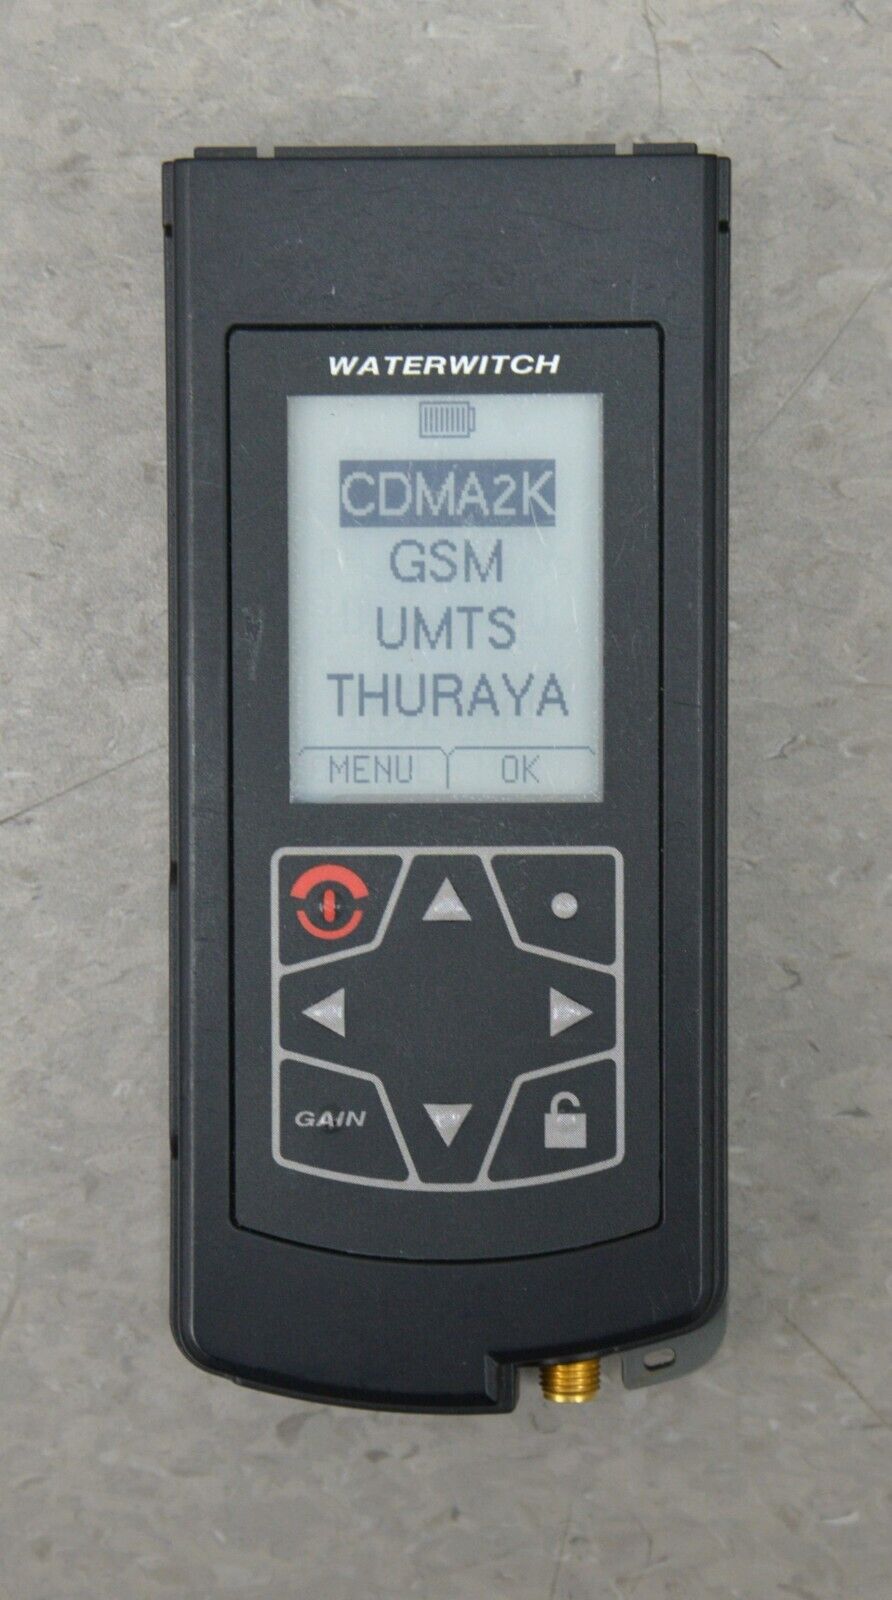 WATERWITCH
CDMA2K
GSM
UMTS
THURAYA
MENU OK
GAIN